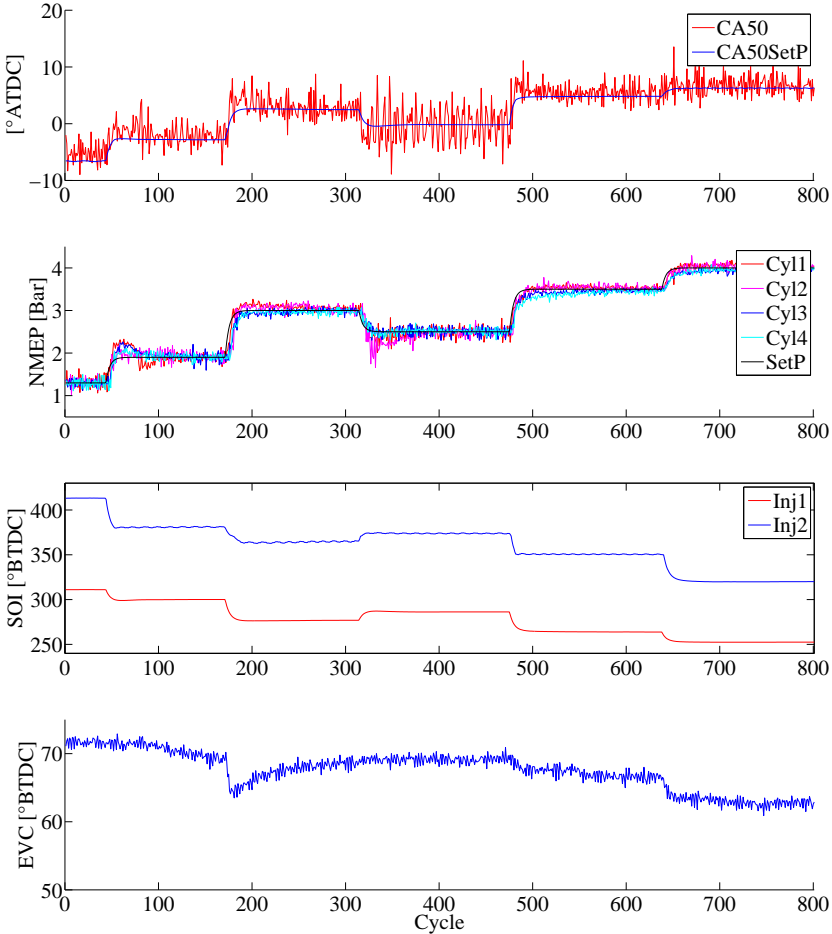 20
10
0
−10
[°ATDC]
CA50
CA50SetP
0 100 200 300 400 500 600 700 800
4
3
2
1
NMEP [Bar]
Cyl1
Cyl2
Cyl3
Cyl4
SetP
0 100 200 300 400 500 600 700 800
400
350
300
250
SOI [°BTDC]
Inj1
Inj2
0 100 200 300 400 500 600 700 800
70
60
50
EVC [°BTDC]
0 100 200 300 400 500 600 700 800
Cycle